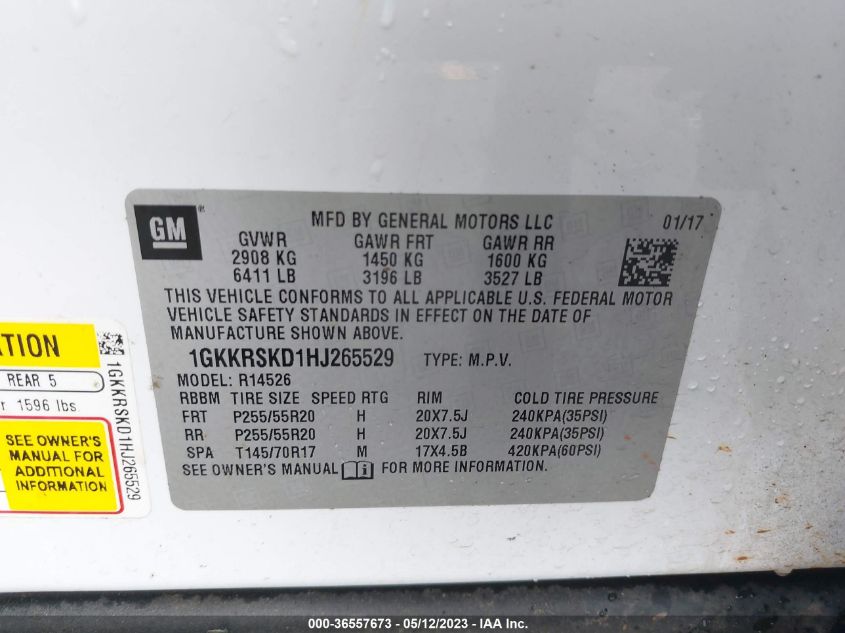 GM®
MFD BY GENERAL MOTORS LLC 01/17
GVWR GAWR FRT GAWR RR
2908 KG 1450 KG 1600 KG
6411 LB 3196 LB 3527 LB
THIS VEHICLE CONFORMS TO ALL APPLICABLE U.S. FEDERAL MOTOR
VEHICLE SAFETY STANDARDS IN EFFECT ON THE DATE OF
MANUFACTURE SHOWN ABOVE.
1GKKRSKD1HJ265529 TYPE: M.P.V.
MODEL: R14526
RBBM TIRE SIZE SPEED RTG RIM COLD TIRE PRESSURE
FRT P255/55R20 H 20X7.5J 240KPA(35PSI)
RR P255/55R20 H 20X7.5J 240KPA(35PSI)
SPA T145/70R17 M 17X4.5B 420KPA(60PSI)
SEE OWNER'S MANUAL FOR MORE INFORMATION.
ATION
REAR 5
r 1596 lbs
SEE OWNER'S
MANUAL FOR
ADDITIONAL
INFORMATION
1GKKRSKD1HJ265529
000-36557673 - 05/12/2023 - IAA Inc.